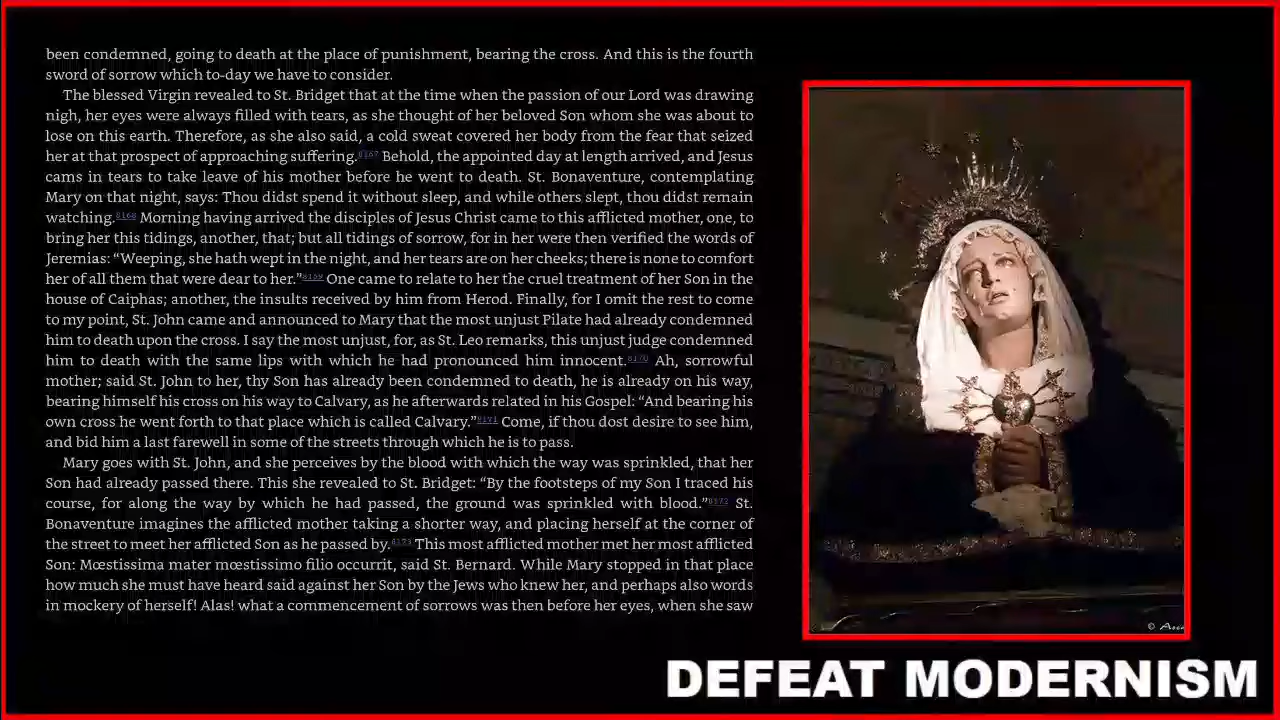 been condemned, going to death at the place of punishment, bearing the cross. And this is the fourth
sword of sorrow which to-day we have to consider.
The blessed Virgin revealed to St. Bridget that at the time when the passion of our Lord was drawing
nigh, her eyes were always filled with tears, as she thought of her beloved Son whom she was about to
lose on this earth. Therefore, as she also said, a cold sweat covered her body from the fear that seized
her at that prospect of approaching suffering.8167 Behold, the appointed day at length arrived, and Jesus
cams in tears to take leave of his mother before he went to death. St. Bonaventure, contemplating
Mary on that night, says: Thou didst spend it without sleep, and while others slept, thou didst remain
watching.8168 Morning having arrived the disciples of Jesus Christ came to this afflicted mother, one, to
bring her this tidings, another, that; but all tidings of sorrow, for in her were then verified the words of
Jeremias: “Weeping, she hath wept in the night, and her tears are on her cheeks; there is none to comfort
her of all them that were dear to her.”8169 One came to relate to her the cruel treatment of her Son in the
house of Caiphas; another, the insults received by him from Herod. Finally, for I omit the rest to come
to my point, St. John came and announced to Mary that the most unjust Pilate had already condemned
him to death upon the cross. I say the most unjust, for, as St. Leo remarks, this unjust judge condemned
him to death with the same lips with which he had pronounced him innocent.8170 Ah, sorrowful
mother; said St. John to her, thy Son has already been condemned to death, he is already on his way,
bearing himself his cross on his way to Calvary, as he afterwards related in his Gospel: “And bearing his
own cross he went forth to that place which is called Calvary.”8171 Come, if thou dost desire to see him,
and bid him a last farewell in some of the streets through which he is to pass.
Mary goes with St. John, and she perceives by the blood with which the way was sprinkled, that her
Son had already passed there. This she revealed to St. Bridget: “By the footsteps of my Son I traced his
course, for along the way by which he had passed, the ground was sprinkled with blood.”8172 St.
Bonaventure imagines the afflicted mother taking a shorter way, and placing herself at the corner of
the street to meet her afflicted Son as he passed by.8173 This most afflicted mother met her most afflicted
Son: Mœstissima mater mœstissimo filio occurrit, said St. Bernard. While Mary stopped in that place
how much she must have heard said against her Son by the Jews who knew her, and perhaps also words
in mockery of herself! Alas! what a commencement of sorrows was then before her eyes, when she saw
DEFEAT MODERNISM